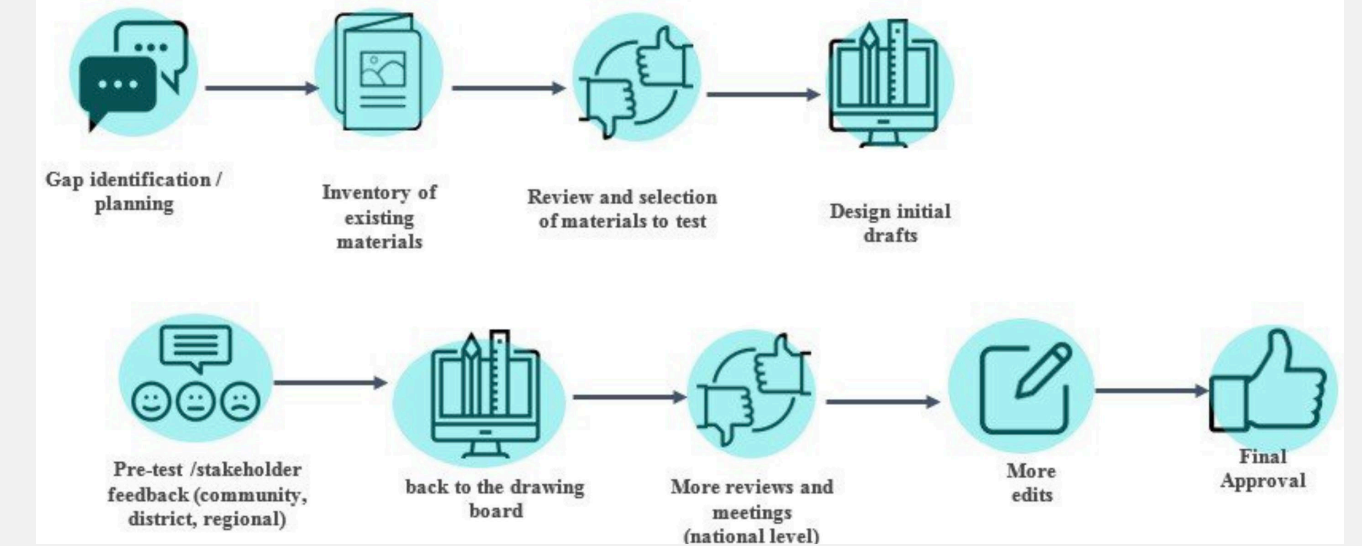 Gap identification /
planning
Inventory of
existing
materials
Review and selection
of materials to test
Design initial
drafts
Pre-test /stakeholder
feedback (community,
district, regional)
back to the drawing
board
More reviews and
meetings
(national level)
More
edits
Final
Approval